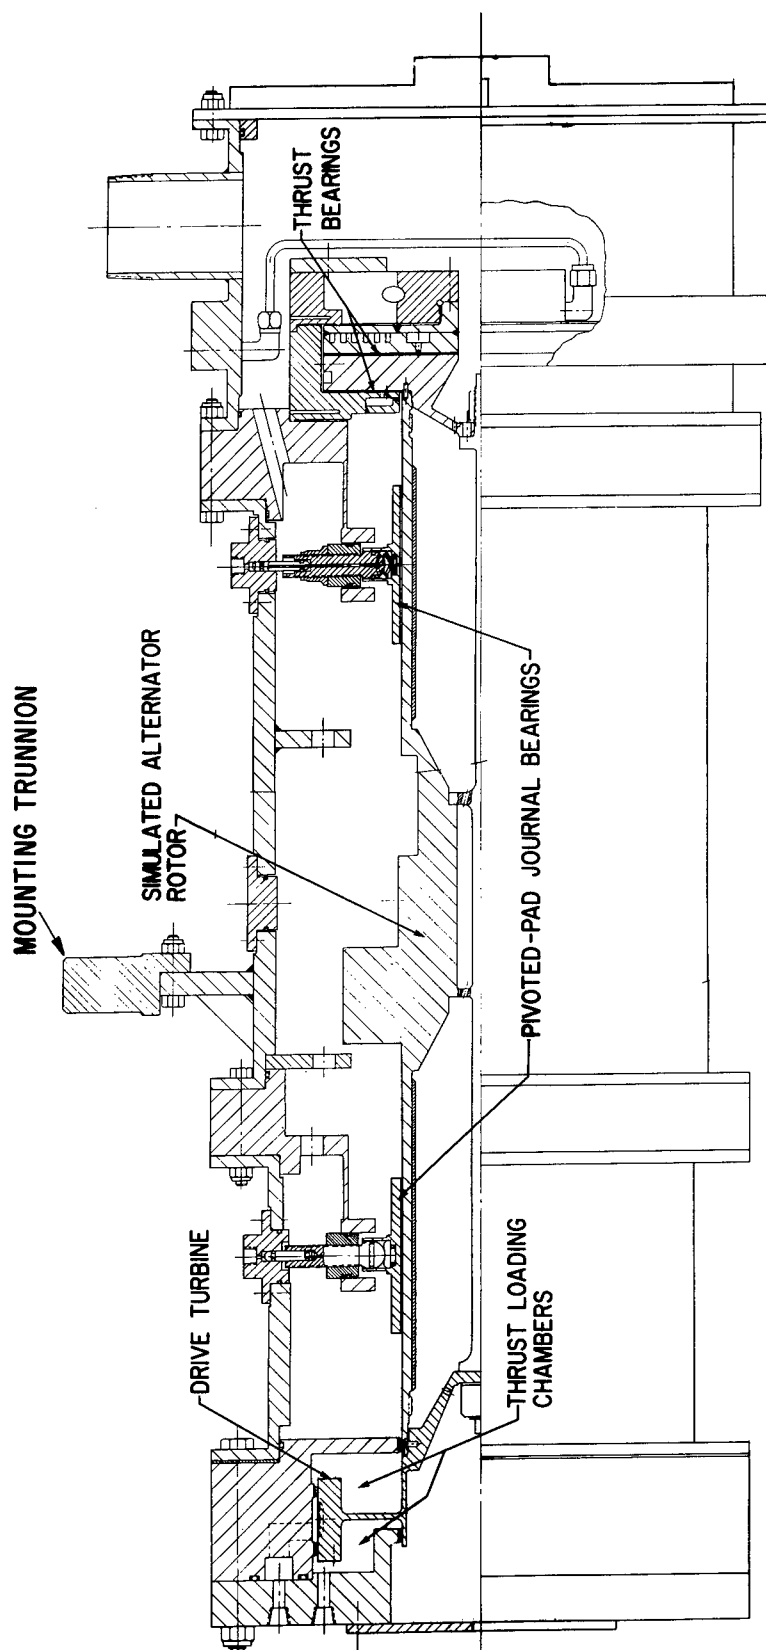 MOUNTING TRUNNION
SIMULATED ALTERNATOR
ROTOR
THRUST
BEARINGS
DRIVE TURBINE
PIVOTED-PAD JOURNAL BEARINGS
THRUST LOADING
CHAMBERS